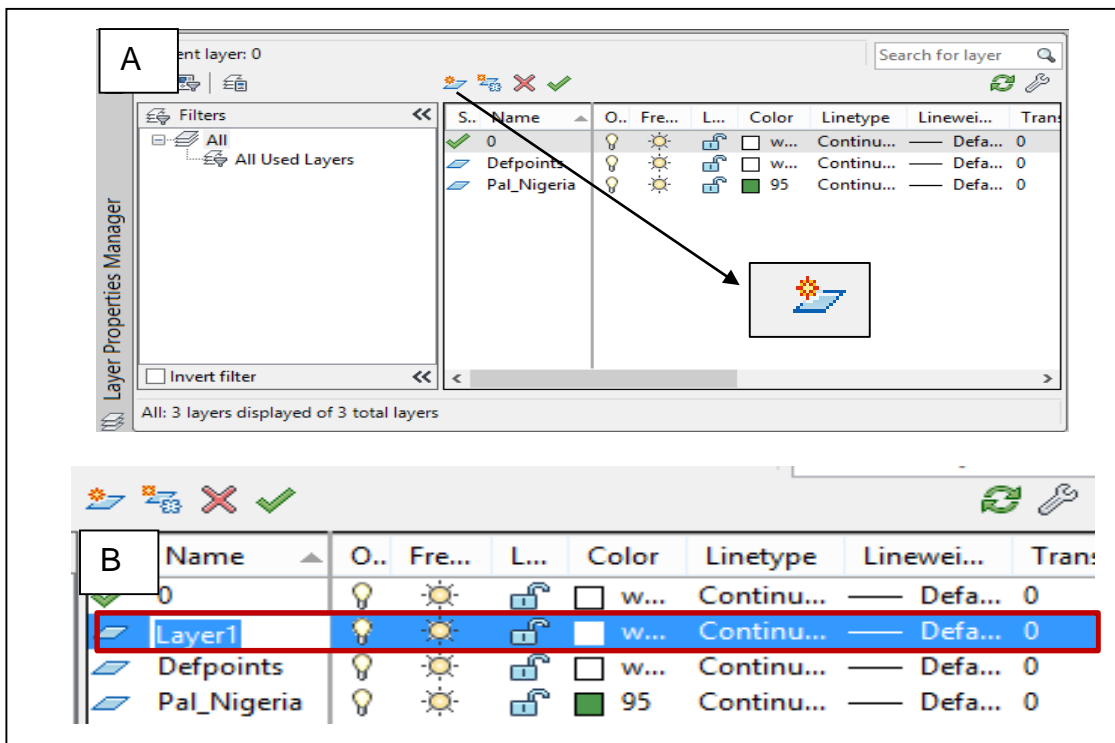 A
ent layer: 0
Search for layer
Filters
S.. Name O.. Fre... L... Color Linetype Linewei... Trans
All
0 w... Continu... Defa... 0
All Used Layers
Defpoints w... Continu... Defa... 0
Pal_Nigeria 95 Continu... Defa... 0
Layer Properties Manager
Invert filter
All: 3 layers displayed of 3 total layers
B
Name O.. Fre... L... Color Linetype Linewei... Trans
0 w... Continu... Defa... 0
Layer1 w... Continu... Defa... 0
Defpoints w... Continu... Defa... 0
Pal_Nigeria 95 Continu... Defa... 0